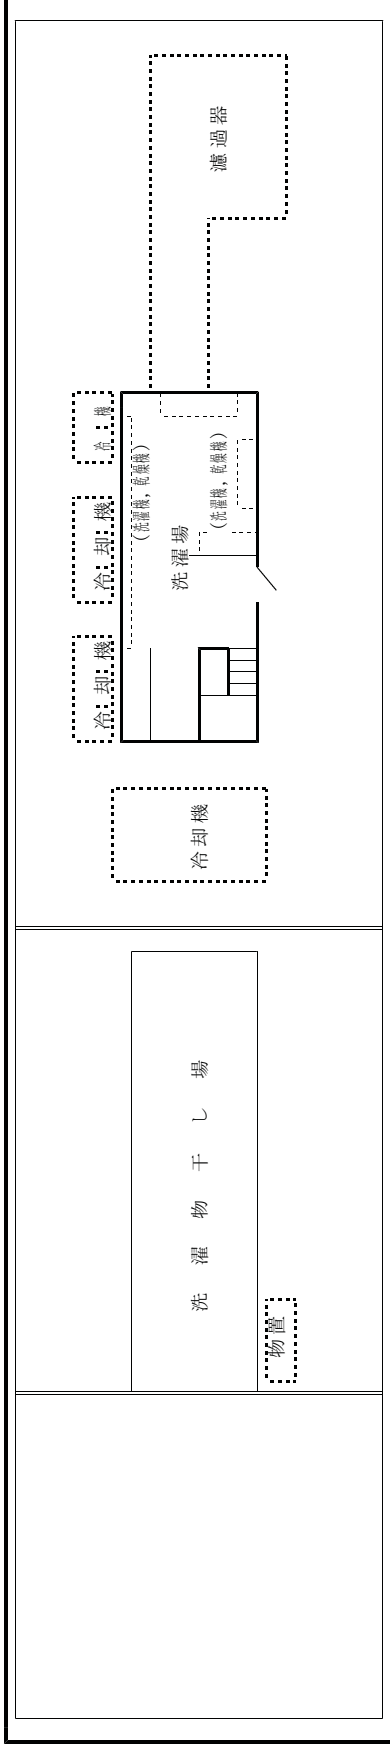 濾過器
冷却機
冷却機
冷却機
(洗濯機，乾燥機)
洗濯場
(洗濯機，乾燥機)
冷却機
洗濯物干し場
物置